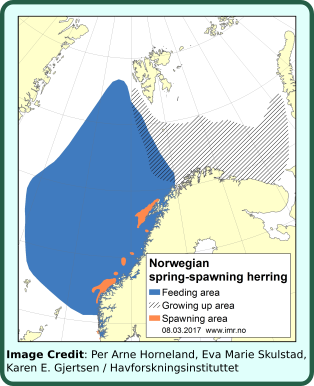 Norwegian
spring-spawning herring
Feeding area
Growing up area
Spawning area
08.03.2017 www.imr.no
Image Credit: Per Arne Horneland, Eva Marie Skulstad,
Karen E. Gjertsen / Havforskningsinstituttet